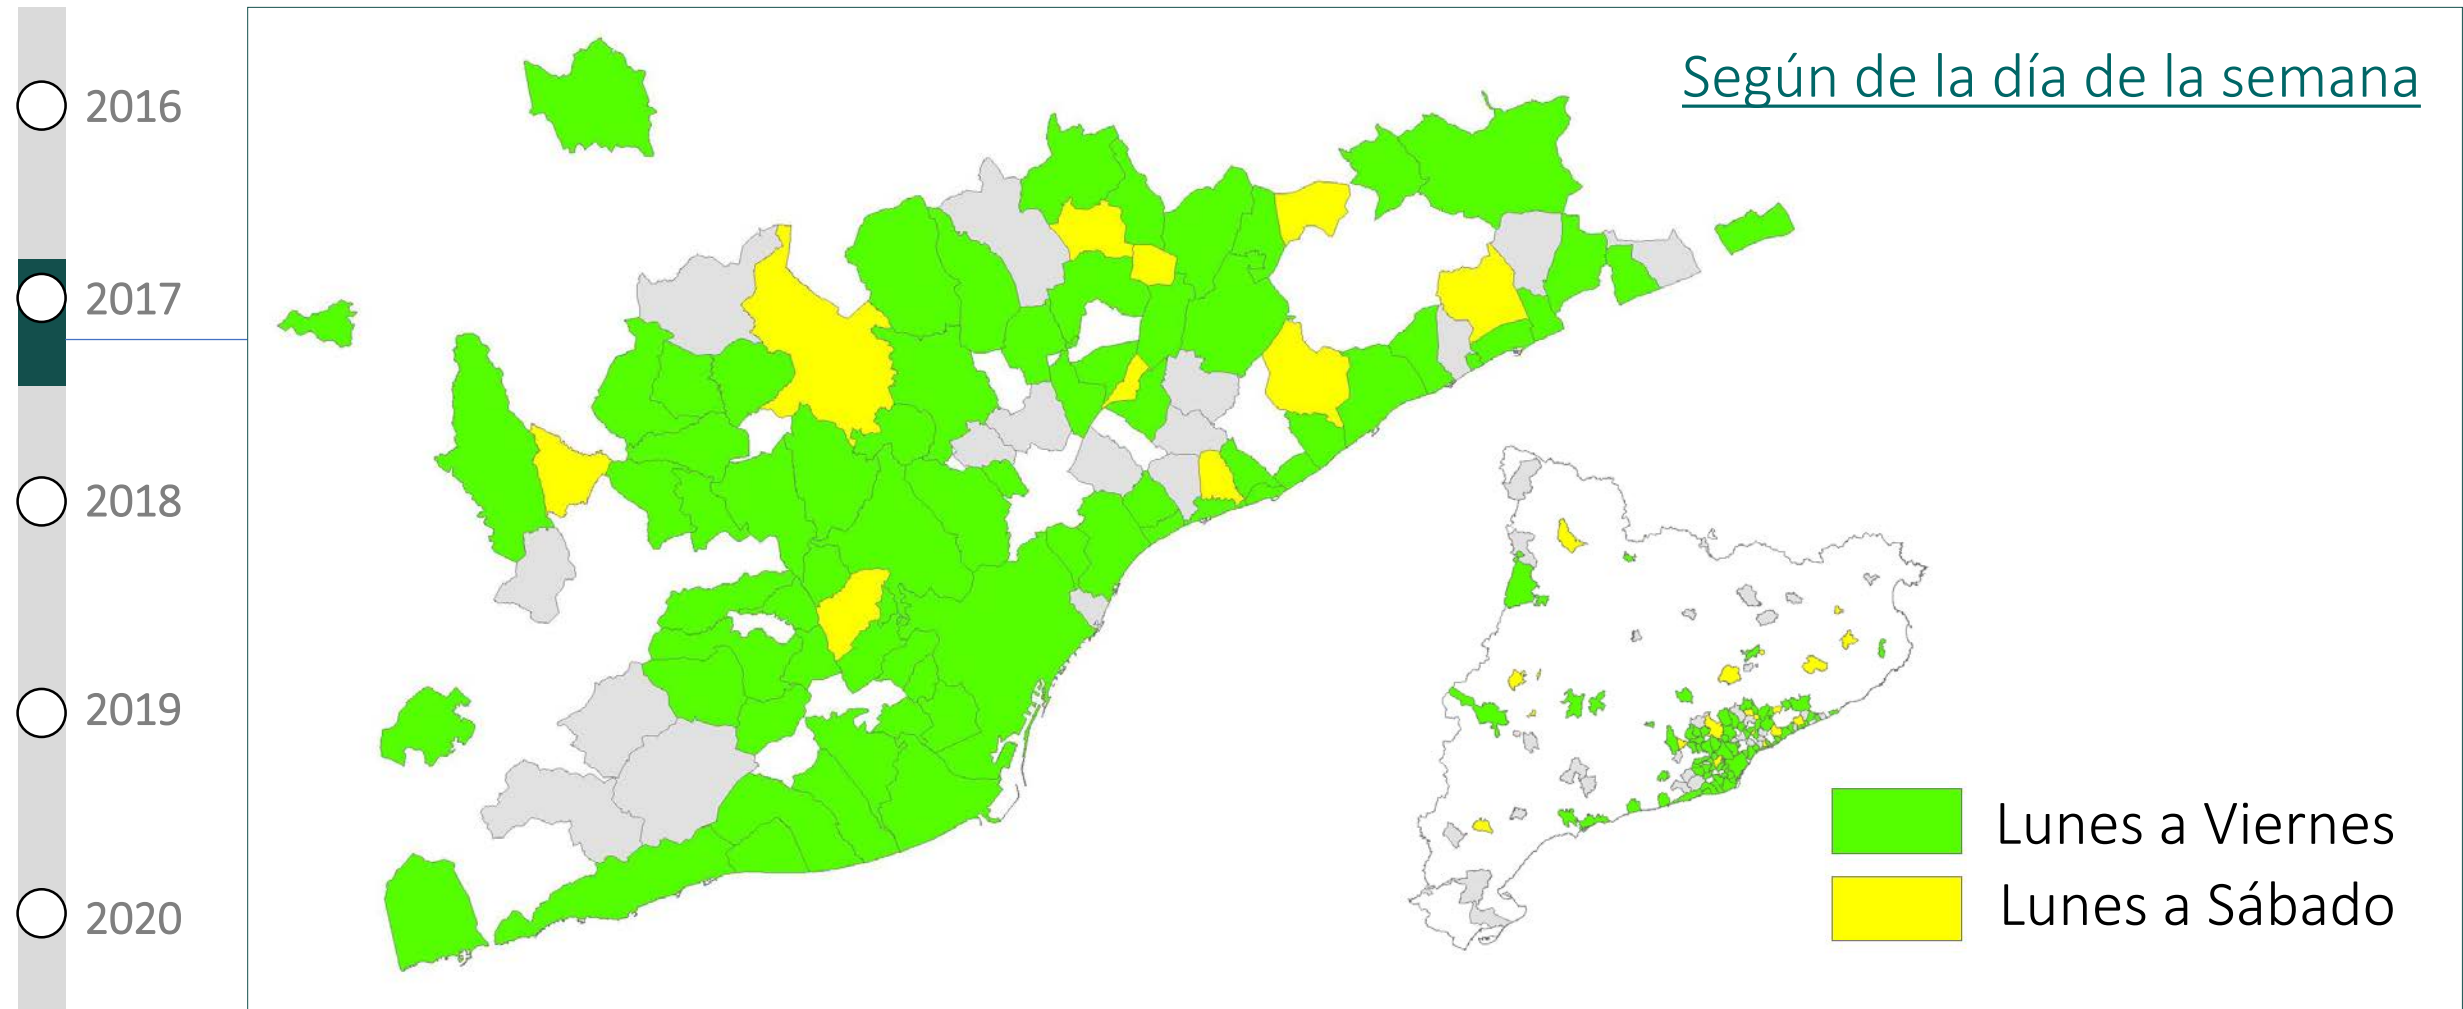 Según de la día de la semana
2016
2017
2018
2019
2020
Lunes a Viernes
Lunes a Sábado